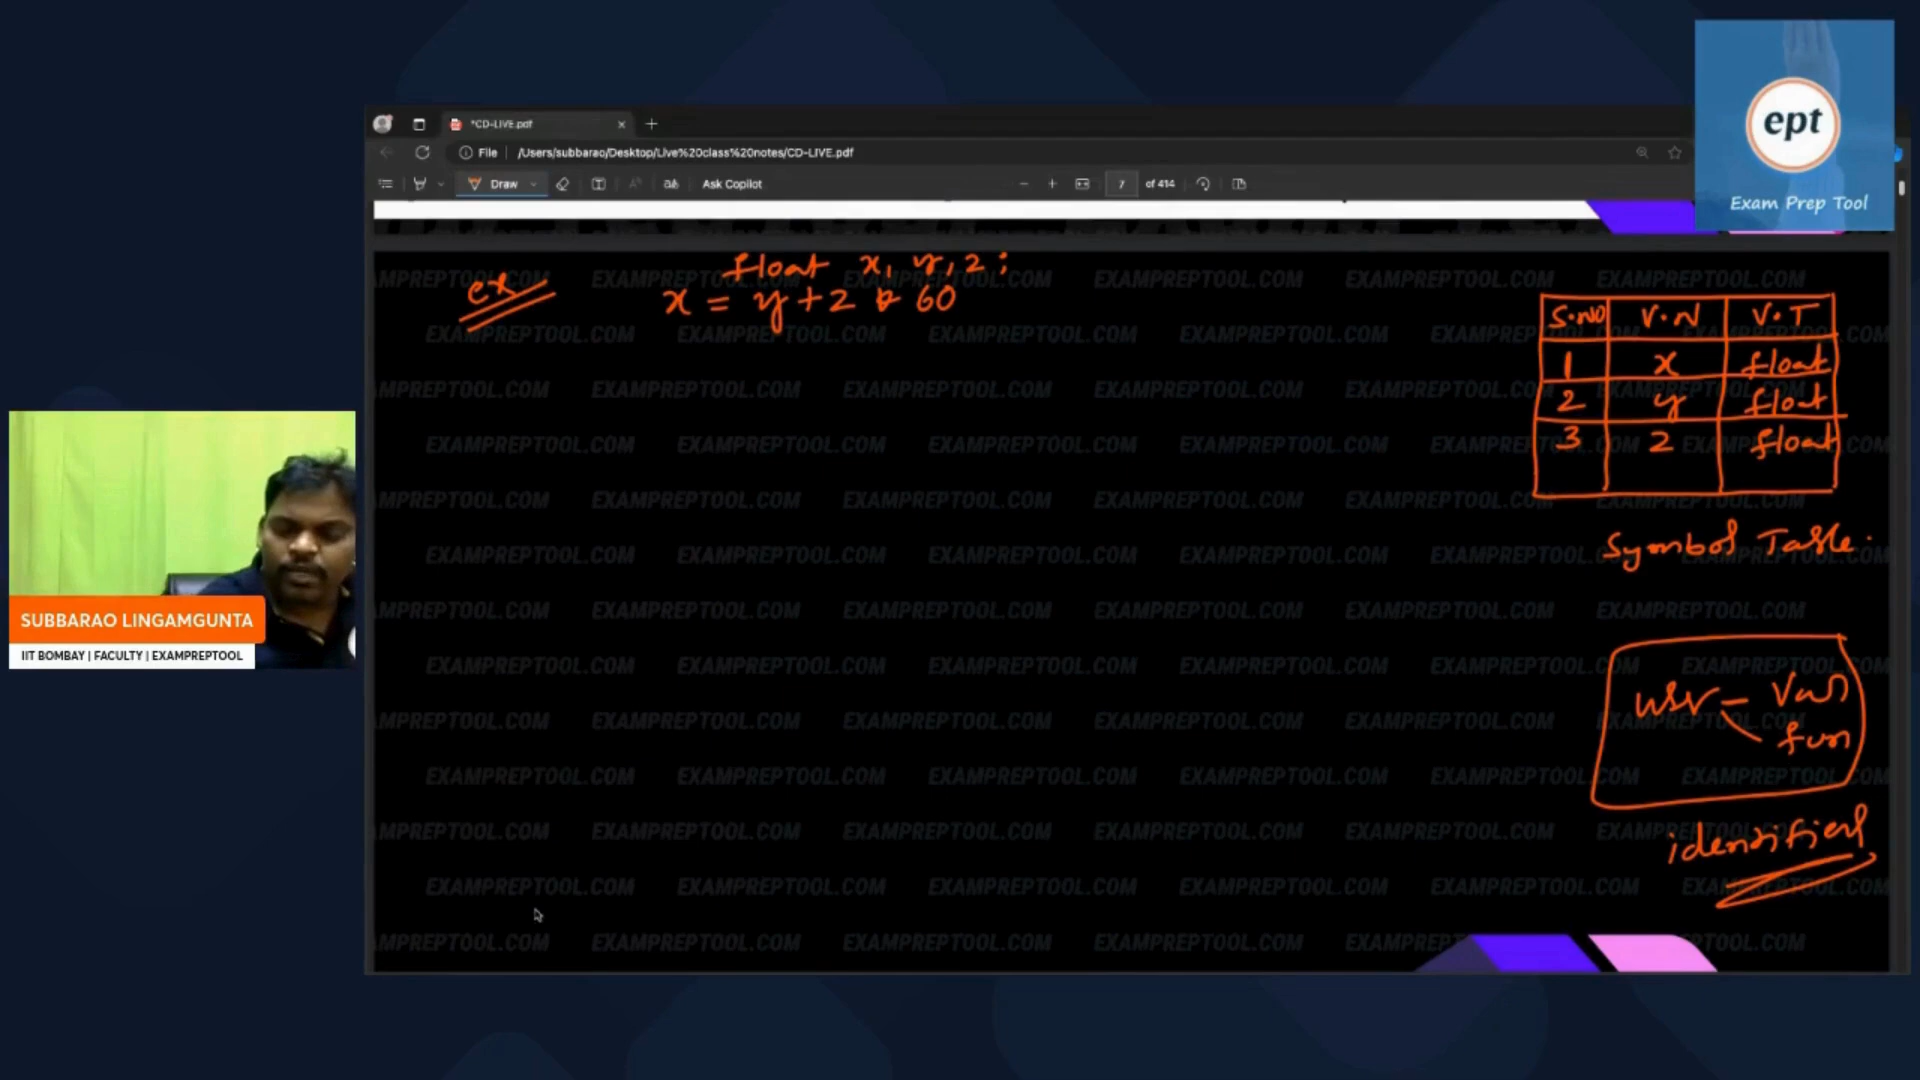 ept
Exam Prep Tool
*CD-LIVE.pdf
File /Users/subbarao/Desktop/Live%20class%20notes/CD-LIVE.pdf
Draw Ask Copilot 7 of 414
EXAMPREPTOOL.COM
ex
float x, y, z;
x = y + z * 60
S.NO V.N V.T
1 x float
2 y float
3 z float
Symbol Table.
usr - Var
fun
identifier
SUBBARAO LINGAMGUNTA
IIT BOMBAY | FACULTY | EXAMPREPTOOL